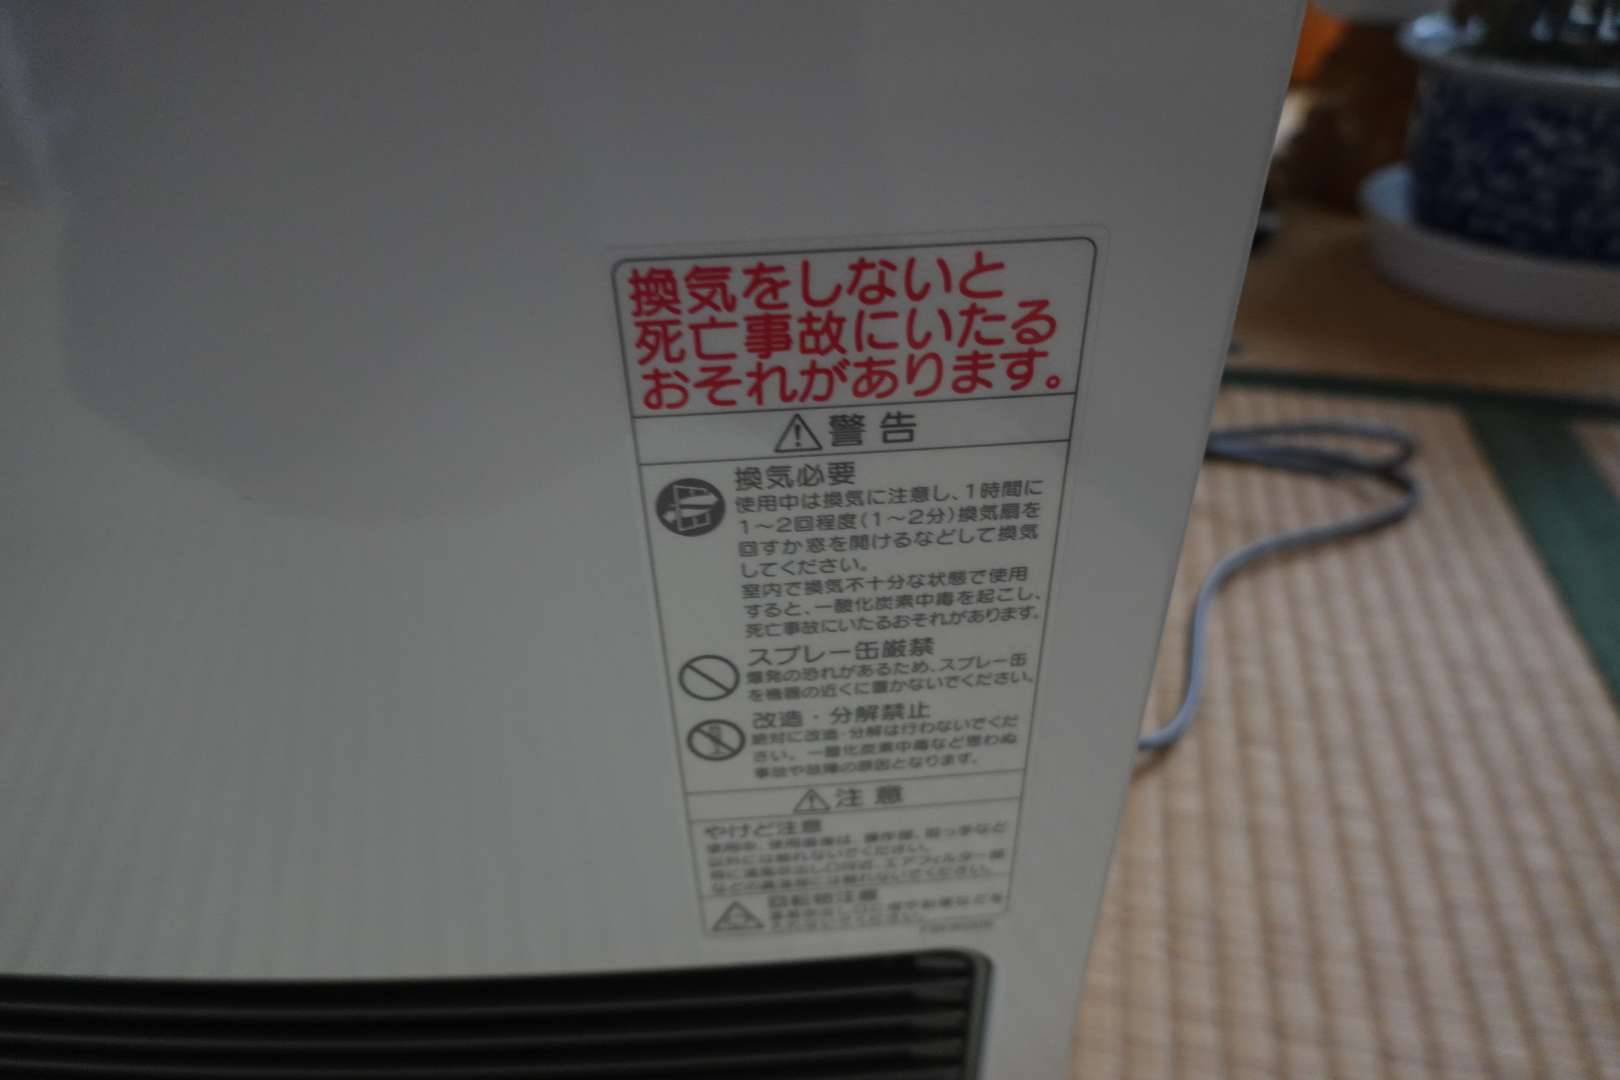 換気をしないと
死亡事故にいたる
おそれがあります。
警告
換気必要
使用中は換気に注意し、1時間に
1～2回程度(1～2分)換気扇を
回すか窓を開けるなどして換気
してください。
室内で換気不十分な状態で使用
すると、一酸化炭素中毒を起こし、
死亡事故にいたるおそれがあります。
スプレー缶厳禁
爆発の恐れがあるため、スプレー缶
を機器の近くに置かないでください。
改造・分解禁止
絶対に改造・分解は行わないでくだ
さい。一酸化炭素中毒など思わぬ
事故や故障の原因となります。
注意
やけど注意
回転物注意